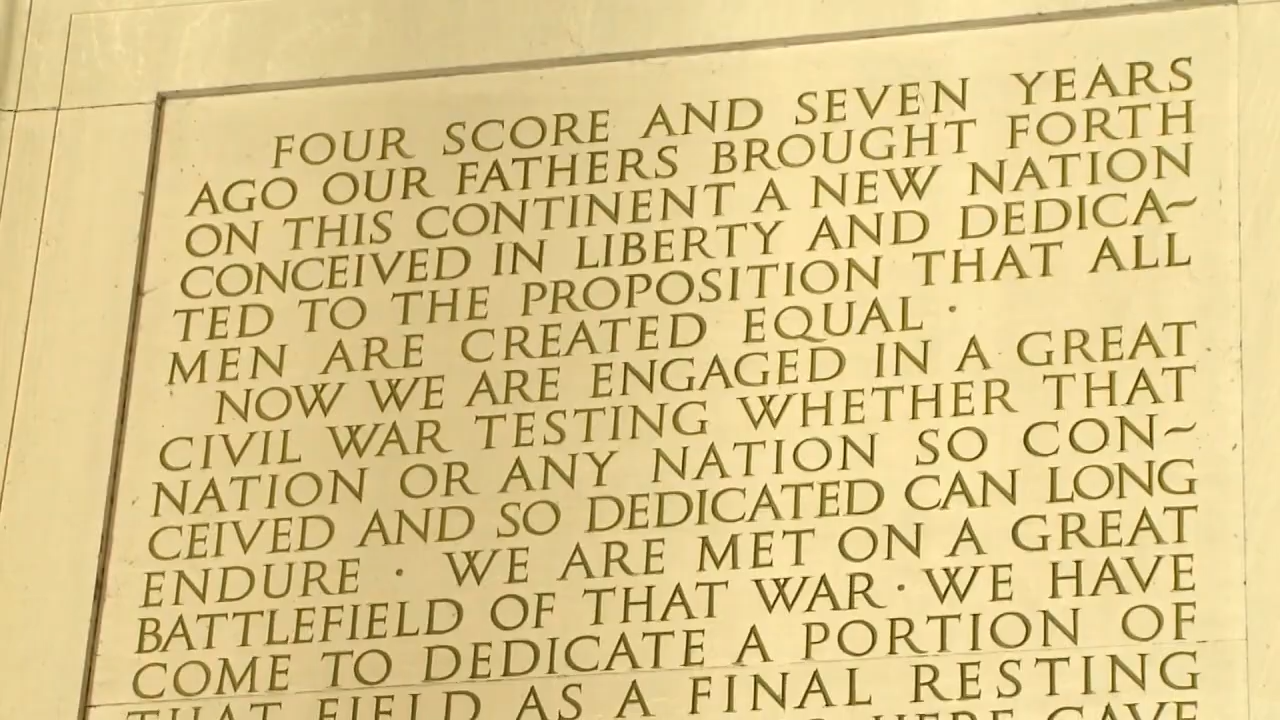 FOUR SCORE AND SEVEN YEARS
AGO OUR FATHERS BROUGHT FORTH
ON THIS CONTINENT A NEW NATION
CONCEIVED IN LIBERTY AND DEDICA~
TED TO THE PROPOSITION THAT ALL
MEN ARE CREATED EQUAL ·
NOW WE ARE ENGAGED IN A GREAT
CIVIL WAR TESTING WHETHER THAT
NATION OR ANY NATION SO CON~
CEIVED AND SO DEDICATED CAN LONG
ENDURE · WE ARE MET ON A GREAT
BATTLEFIELD OF THAT WAR · WE HAVE
COME TO DEDICATE A PORTION OF
THAT FIELD AS A FINAL RESTING
HERE GAVE